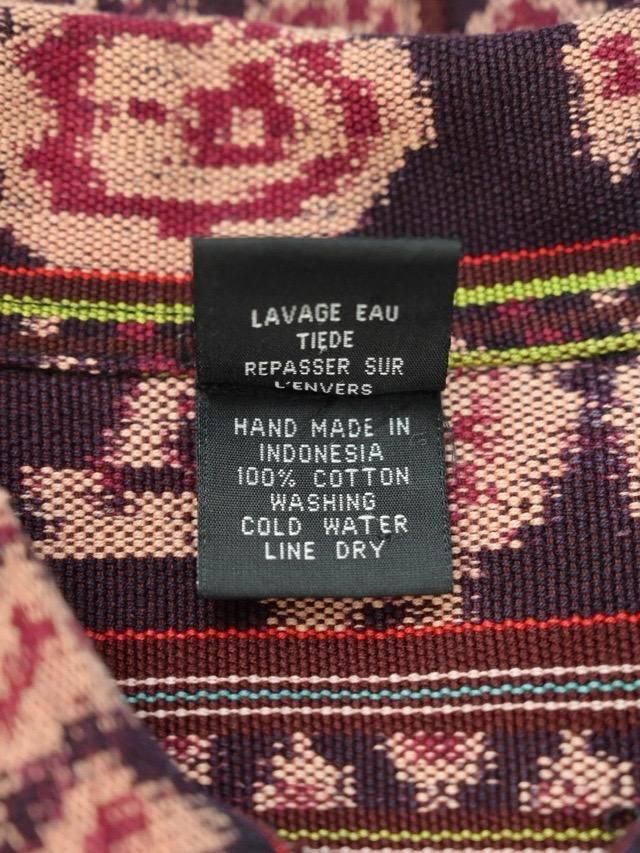 LAVAGE EAU
TIEDE
REPASSER SUR
L'ENVERS
HAND MADE IN
INDONESIA
100% COTTON
WASHING
COLD WATER
LINE DRY